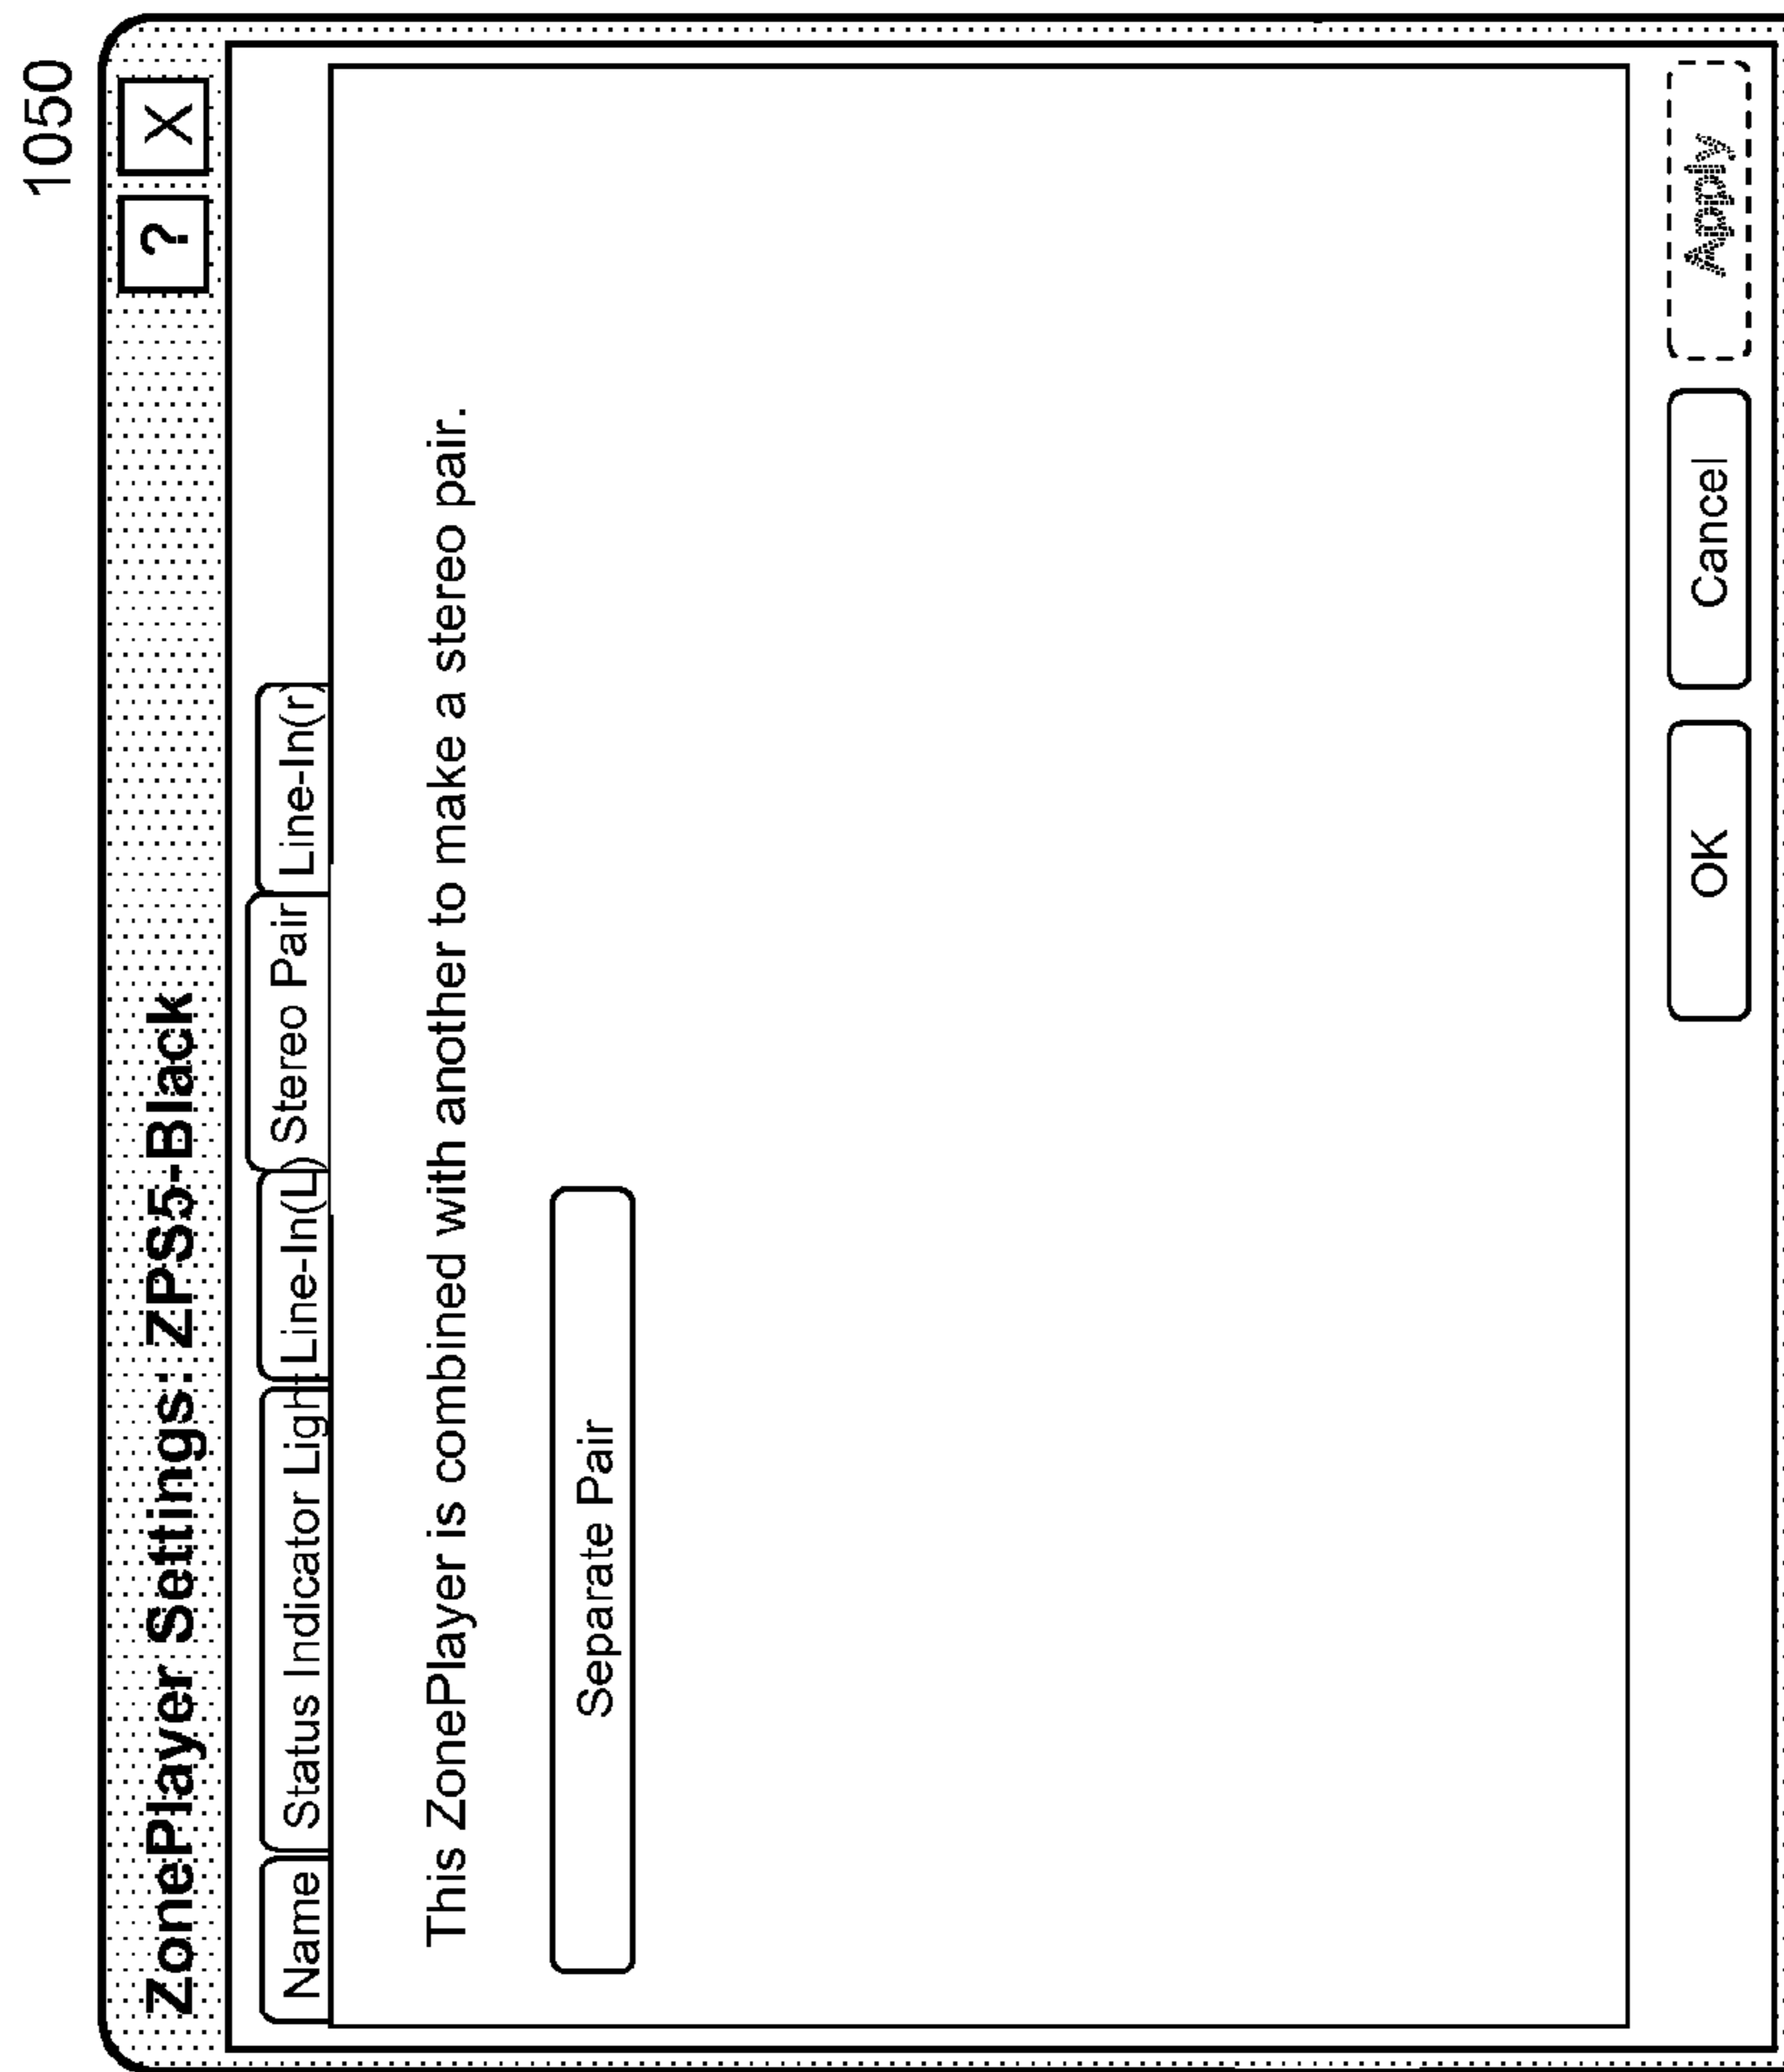 1050
ZonePlayer Settings: ZPS5-Black ? X
Name Status Indicator Light Line-In(L) Stereo Pair Line-In(r)
This ZonePlayer is combined with another to make a stereo pair.
Separate Pair
OK Cancel Apply